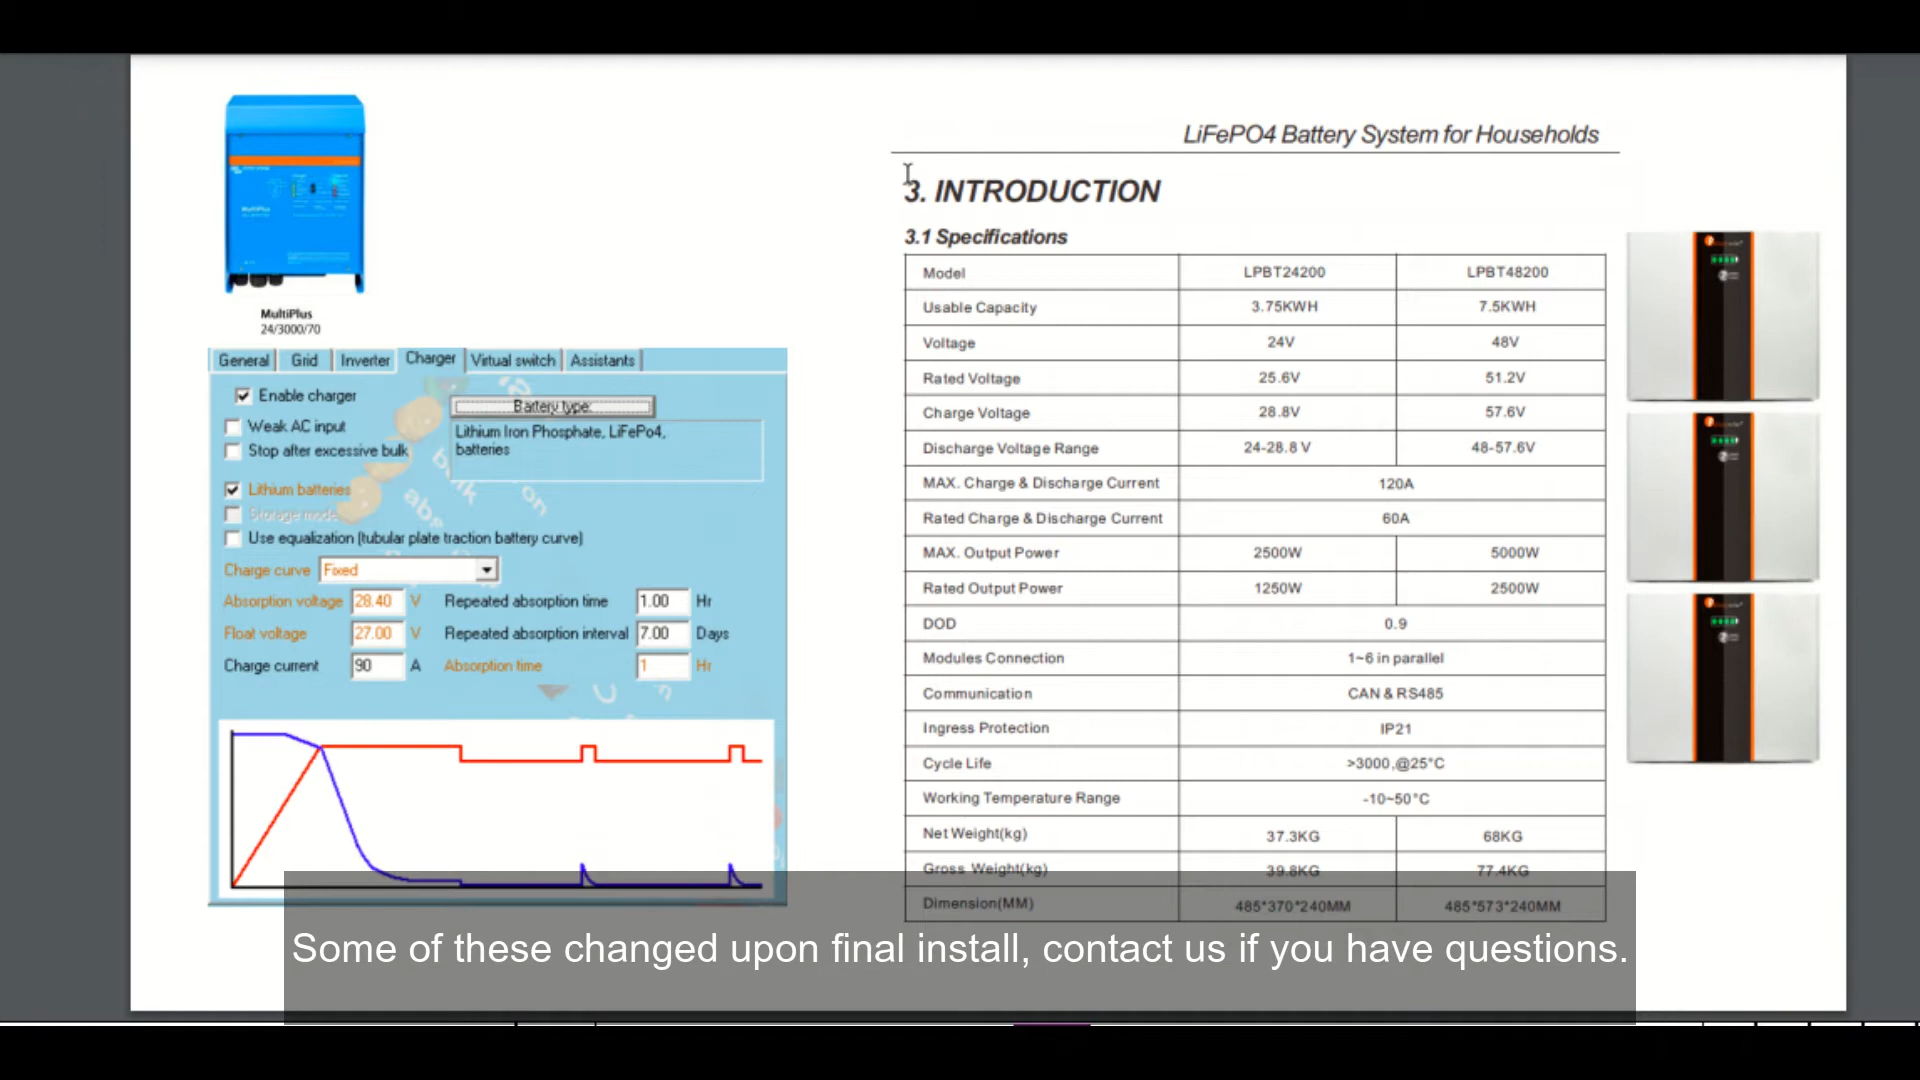 MultiPlus
24/3000/70
General Grid Inverter Charger Virtual switch Assistants
Enable charger
Battery type:
Weak AC input
Lithium Iron Phosphate, LiFePo4,
batteries
Stop after excessive bulk
Lithium batteries
Storage mode
Use equalization (tubular plate traction battery curve)
Charge curve Fixed
Absorption voltage 28.40 V Repeated absorption time 1.00 Hr
Float voltage 27.00 V Repeated absorption interval 7.00 Days
Charge current 90 A Absorption time 1 Hr
LiFePO4 Battery System for Households
3. INTRODUCTION
3.1 Specifications
Model LPBT24200 LPBT48200
Usable Capacity 3.75KWH 7.5KWH
Voltage 24V 48V
Rated Voltage 25.6V 51.2V
Charge Voltage 28.8V 57.6V
Discharge Voltage Range 24-28.8 V 48-57.6V
MAX. Charge & Discharge Current 120A
Rated Charge & Discharge Current 60A
MAX. Output Power 2500W 5000W
Rated Output Power 1250W 2500W
DOD 0.9
Modules Connection 1~6 in parallel
Communication CAN & RS485
Ingress Protection IP21
Cycle Life >3000,@25°C
Working Temperature Range -10~50°C
Net Weight(kg) 37.3KG 68KG
Gross Weight(kg) 39.8KG 77.4KG
Dimension(MM) 485*370*240MM 485*573*240MM
Some of these changed upon final install, contact us if you have questions.